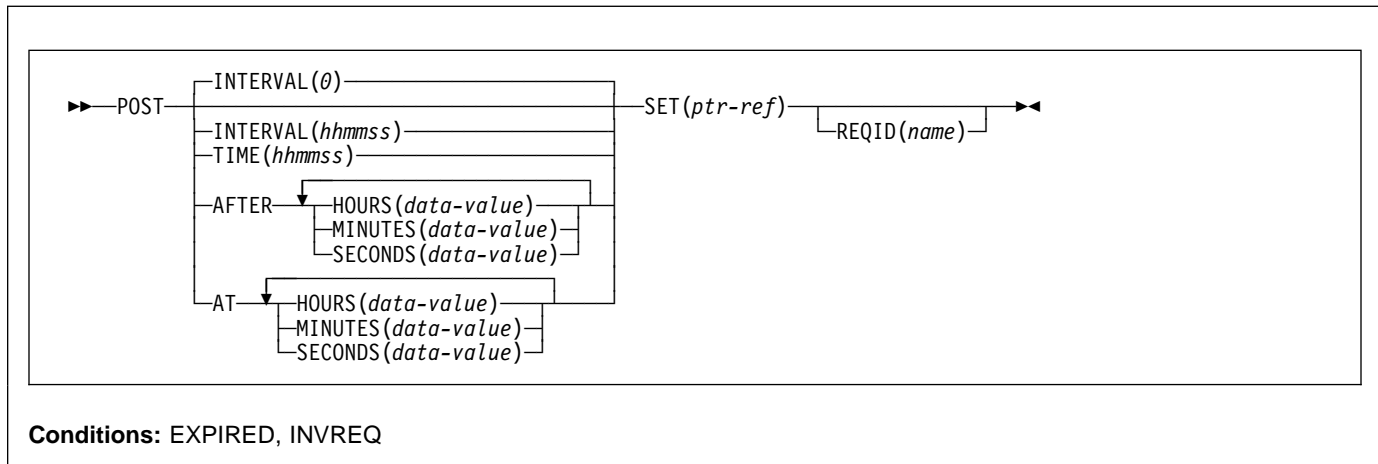 INTERVAL(0)
POST SET(ptr-ref)
INTERVAL(hhmmss) REQID(name)
TIME(hhmmss)
AFTER HOURS(data-value)
MINUTES(data-value)
SECONDS(data-value)
AT HOURS(data-value)
MINUTES(data-value)
SECONDS(data-value)
Conditions: EXPIRED, INVREQ